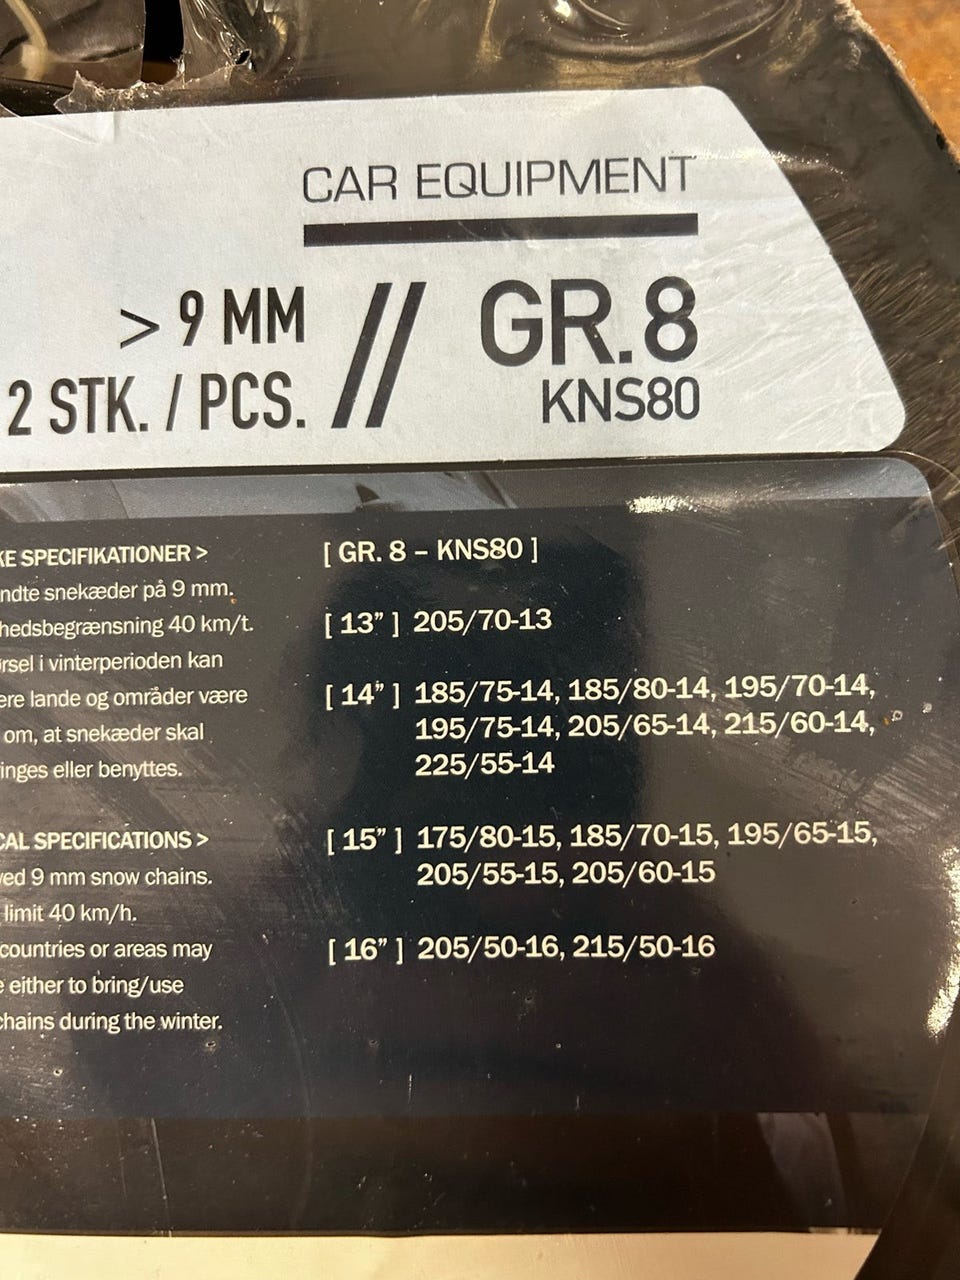 CAR EQUIPMENT
> 9 MM // GR. 8
2 STK. / PCS. KNS80
SPECIFIKATIONER >
snekæder på 9 mm.
40 km/t.
i vinterperioden kan
lande og områder være
om, at snekæder skal
eller benyttes.
SPECIFICATIONS >
9 mm snow chains.
limit 40 km/h.
countries or areas may
either to bring/use
chains during the winter.
[ GR. 8 – KNS80 ]
[ 13” ] 205/70-13
[ 14” ] 185/75-14, 185/80-14, 195/70-14,
195/75-14, 205/65-14, 215/60-14,
225/55-14
[ 15” ] 175/80-15, 185/70-15, 195/65-15,
205/55-15, 205/60-15
[ 16” ] 205/50-16, 215/50-16